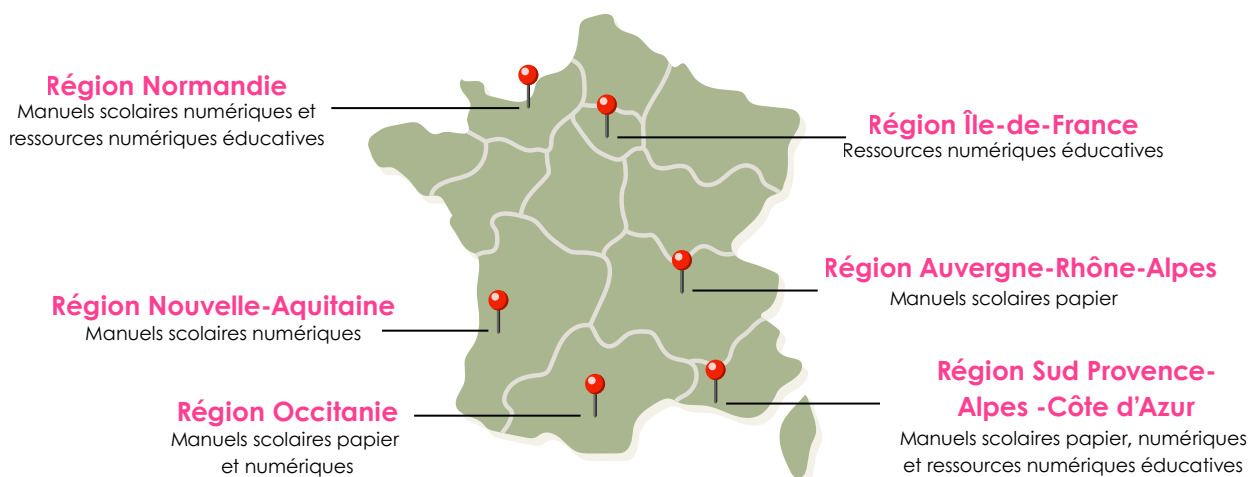 Région Normandie
Manuels scolaires numériques et
ressources numériques éducatives
Région Île-de-France
Ressources numériques éducatives
Région Auvergne-Rhône-Alpes
Manuels scolaires papier
Région Nouvelle-Aquitaine
Manuels scolaires numériques
Région Sud Provence-
Alpes -Côte d'Azur
Manuels scolaires papier, numériques
et ressources numériques éducatives
Région Occitanie
Manuels scolaires papier
et numériques